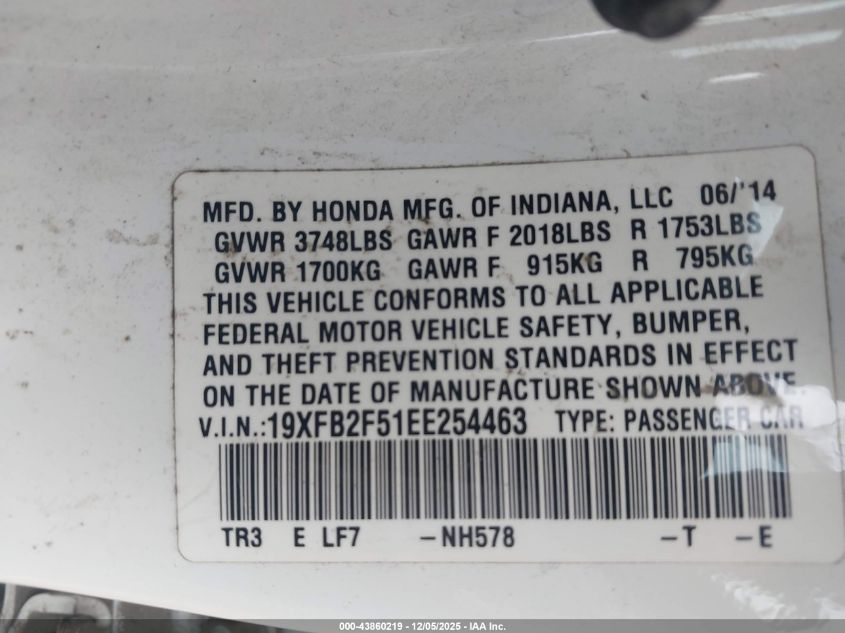 MFD. BY HONDA MFG. OF INDIANA, LLC 06/'14
GVWR 3748LBS GAWR F 2018LBS R 1753LBS
GVWR 1700KG GAWR F 915KG R 795KG
THIS VEHICLE CONFORMS TO ALL APPLICABLE
FEDERAL MOTOR VEHICLE SAFETY, BUMPER,
AND THEFT PREVENTION STANDARDS IN EFFECT
ON THE DATE OF MANUFACTURE SHOWN ABOVE.
V.I.N.:19XFB2F51EE254463 TYPE: PASSENGER CAR
TR3 E LF7 -NH578 -T -E
000-43860219 - 12/05/2025 - IAA Inc.